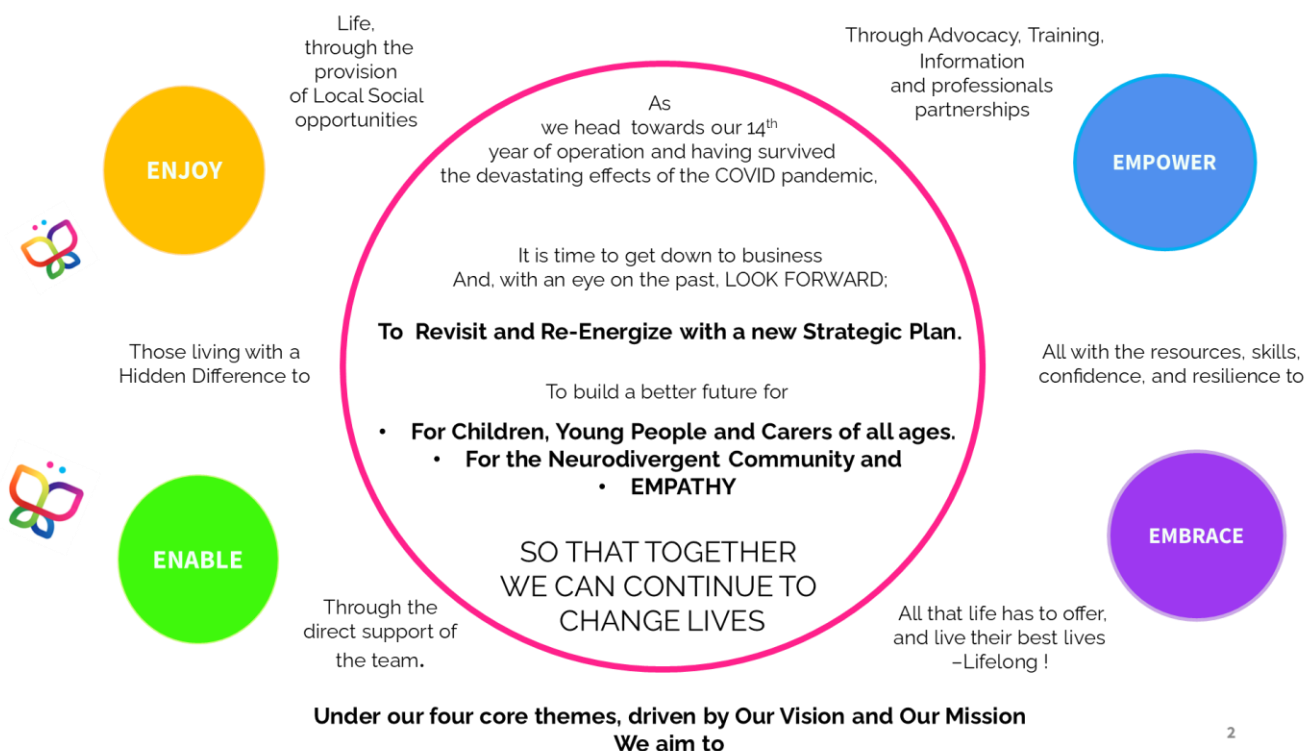 Life,
through the
provision
of Local Social
opportunities
ENJOY
Those living with a
Hidden Difference to
ENABLE
Through the
direct support of
the team.
As
we head towards our 14th
year of operation and having survived
the devastating effects of the COVID pandemic,
It is time to get down to business
And, with an eye on the past, LOOK FORWARD;
To Revisit and Re-Energize with a new Strategic Plan.
To build a better future for
• For Children, Young People and Carers of all ages.
• For the Neurodivergent Community and
• EMPATHY
SO THAT TOGETHER
WE CAN CONTINUE TO
CHANGE LIVES
Through Advocacy, Training,
Information
and professionals
partnerships
EMPOWER
All with the resources, skills,
confidence, and resilience to
EMBRACE
All that life has to offer,
and live their best lives
–Lifelong !
Under our four core themes, driven by Our Vision and Our Mission
We aim to
2